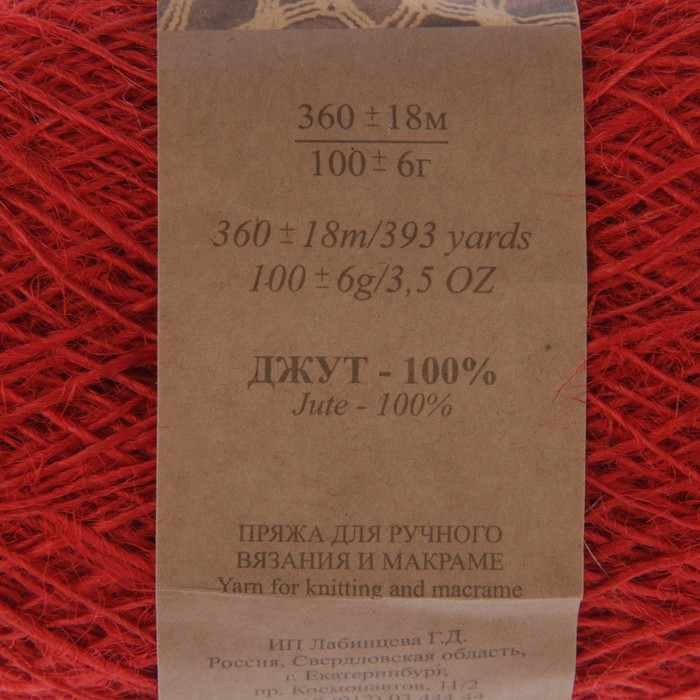 360 ± 18м
100 ± 6г
360 ± 18m/393 yards
100 ± 6g/3,5 OZ
ДЖУТ - 100%
Jute - 100%
ПРЯЖА ДЛЯ РУЧНОГО
ВЯЗАНИЯ И МАКРАМЕ
Yarn for knitting and macrame
ИП Лабинцева Г.Д.
Россия, Свердловская область,
г. Екатеринбург,
пр. Космонавтов, 11/2